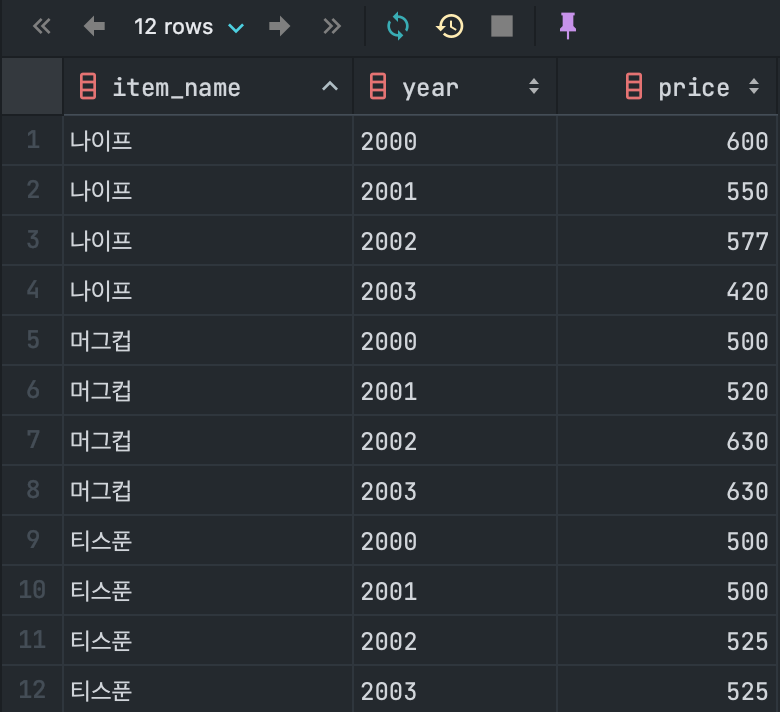 12 rows
item_name year price
1 나이프 2000 600
2 나이프 2001 550
3 나이프 2002 577
4 나이프 2003 420
5 머그컵 2000 500
6 머그컵 2001 520
7 머그컵 2002 630
8 머그컵 2003 630
9 티스푼 2000 500
10 티스푼 2001 500
11 티스푼 2002 525
12 티스푼 2003 525